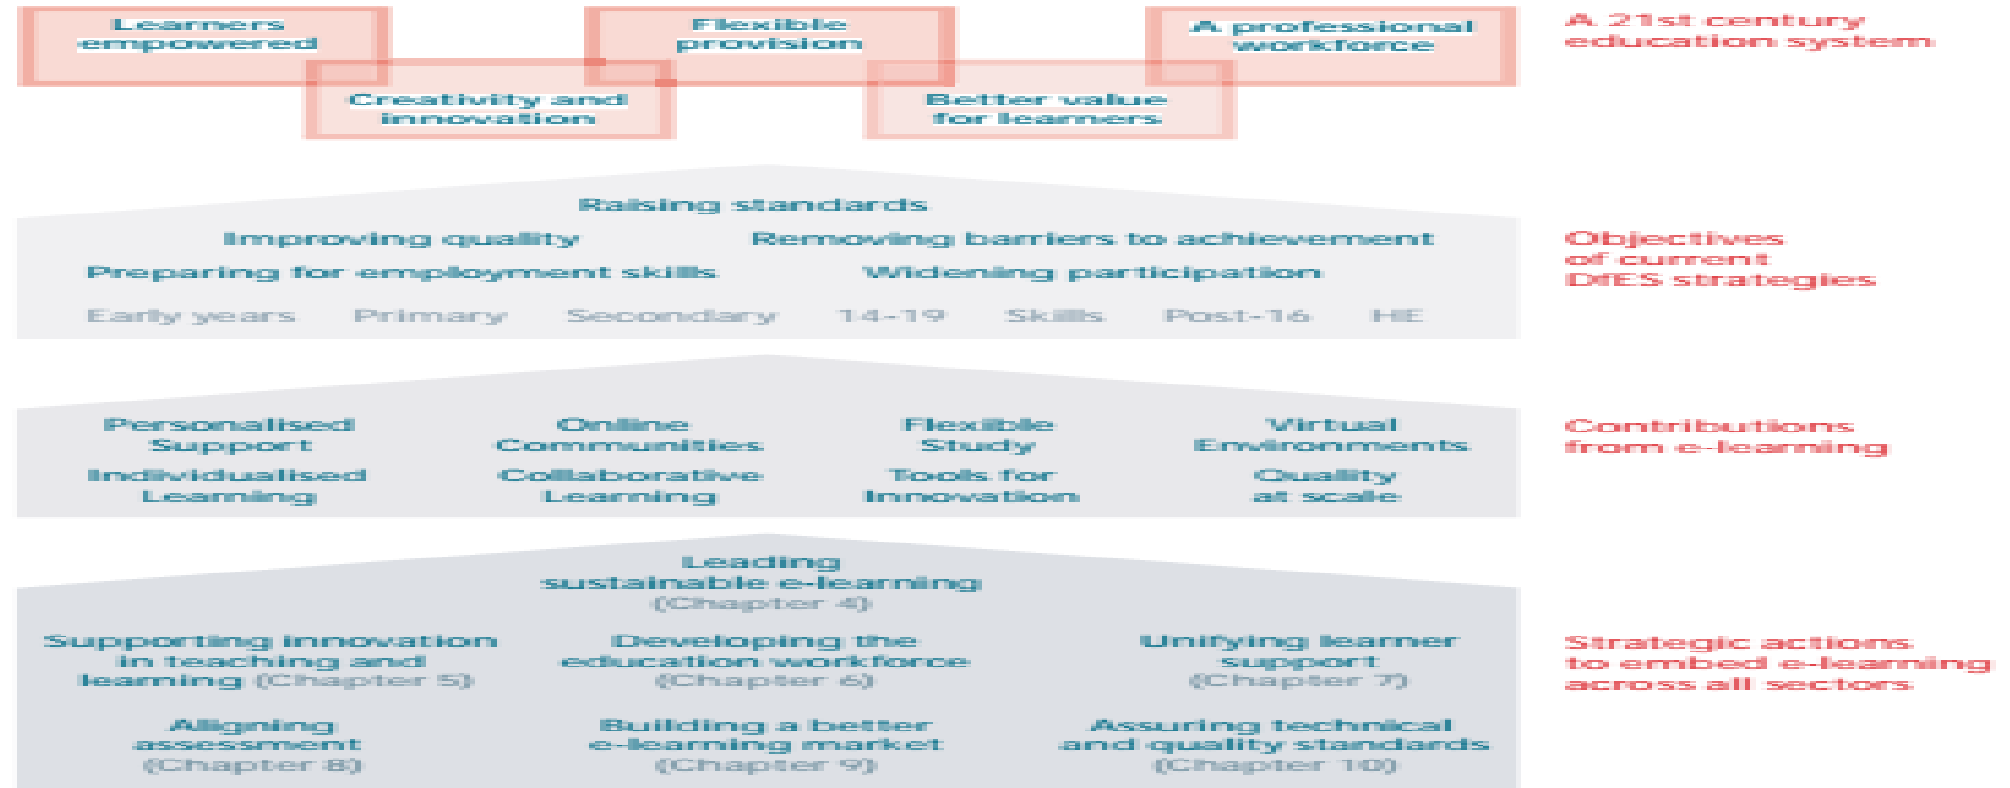 Learners
empowered
Flexible
provision
A professional
workforce
A 21st century
education system
Creativity and
innovation
Better value
for learners
Raising standards
Improving quality
Removing barriers to achievement
Preparing for employment skills
Widening participation
Early years
Primary
Secondary
14-19
Skills
Post-16
HE
Objectives
of current
DfES strategies
Personalised
Support
Online
Communities
Flexible
Study
Virtual
Environments
Individualised
Learning
Collaborative
Learning
Tools for
Innovation
Quality
at scale
Contributions
from e-learning
Leading
sustainable e-learning
(Chapter 4)
Supporting innovation
in teaching and
learning (Chapter 5)
Developing the
education workforce
(Chapter 6)
Unifying learner
support
(Chapter 7)
Strategic actions
to embed e-learning
across all sectors
Aligning
assessment
(Chapter 8)
Building a better
e-learning market
(Chapter 9)
Assuring technical
and quality standards
(Chapter 10)